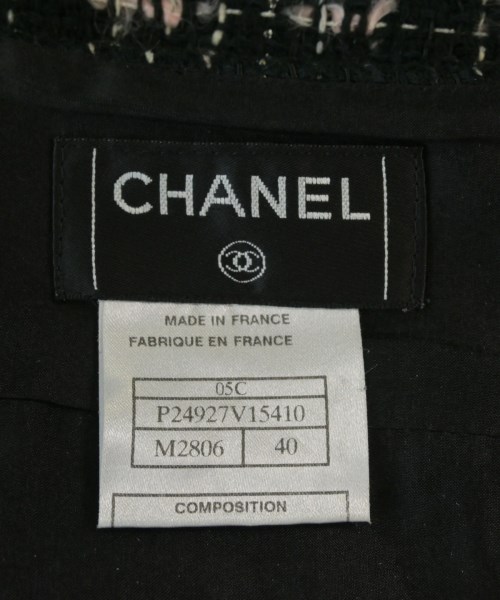 CHANEL
MADE IN FRANCE
FABRIQUE EN FRANCE
05C
P24927V15410
M2806 40
COMPOSITION